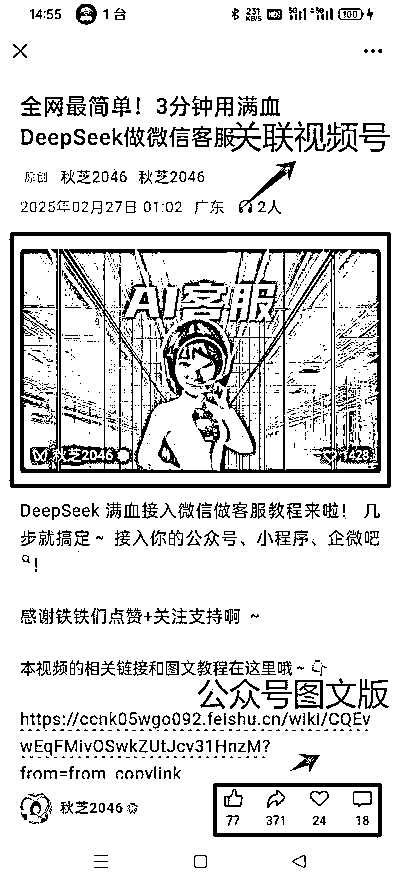 14:55 1台 231 KB/S HD 5G 5G 100
全网最简单！3分钟用满血
DeepSeek做微信客服
关联视频号
原创 秋芝2046 秋芝2046
2025年02月27日 01:02 广东 2人
AI客服
秋芝2046 1428
DeepSeek 满血接入微信做客服教程来啦！ 几
步就搞定~ 接入你的公众号、小程序、企微吧
！
感谢铁铁们点赞+关注支持啊 ~
本视频的相关链接和图文教程在这里哦~
公众号图文版
https://ccnk05wgo092.feishu.cn/wiki/CQEv
wEqFMivOSwkZUtJcv31HnzM?
from=from_copylink
秋芝2046
77 371 24 18